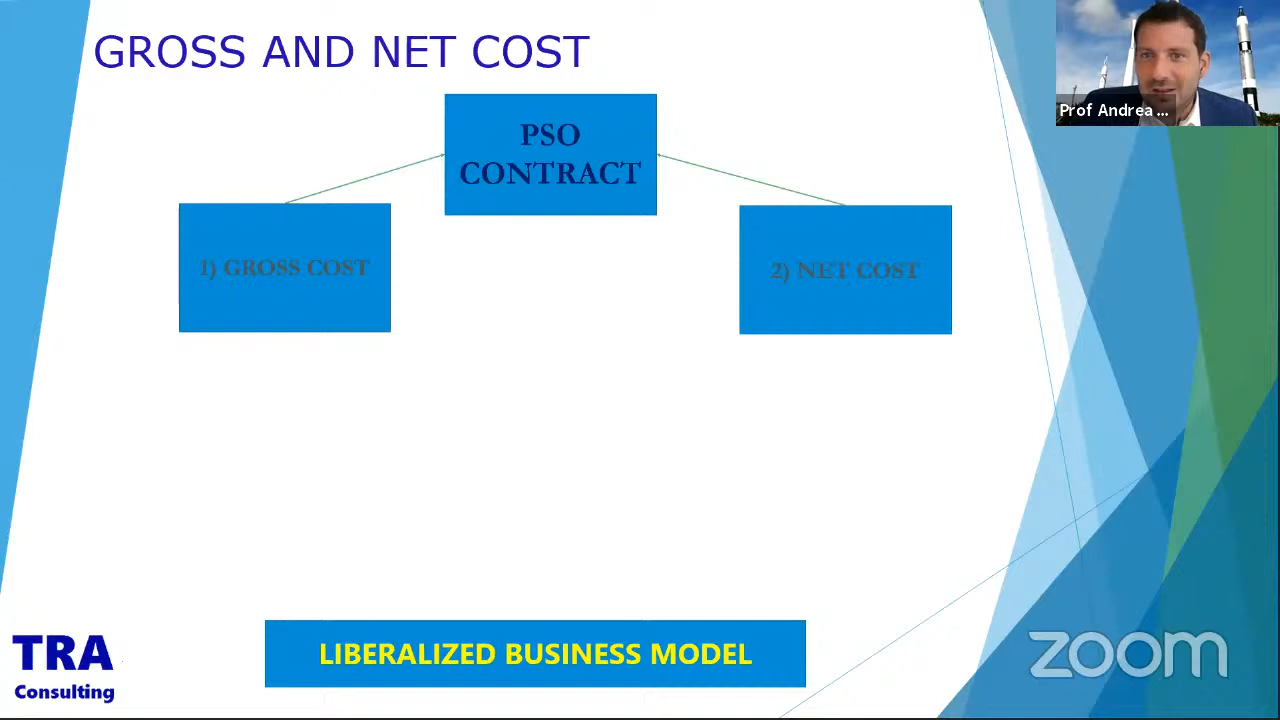 GROSS AND NET COST
Prof Andrea ...
PSO
CONTRACT
1) GROSS COST
2) NET COST
LIBERALIZED BUSINESS MODEL
TRA
Consulting
zoom